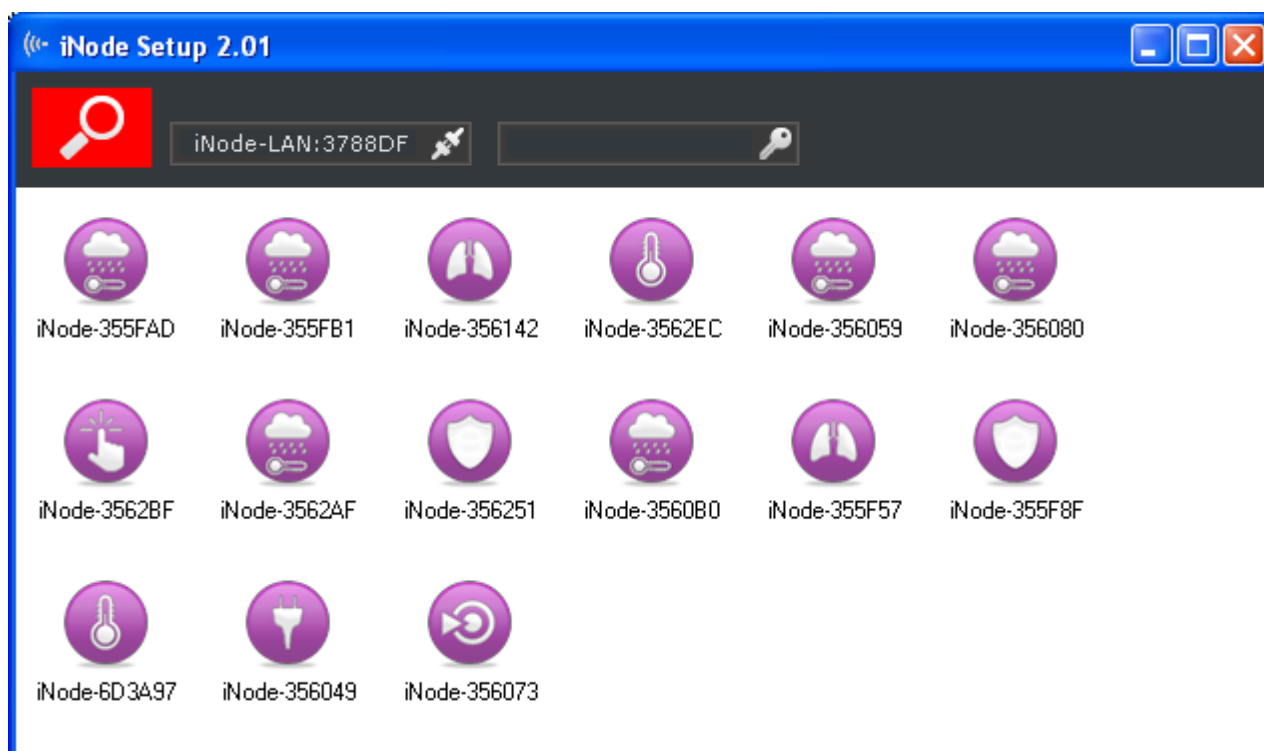 iNode Setup 2.01
iNode-LAN:3788DF
iNode-355FAD iNode-355FB1 iNode-356142 iNode-3562EC iNode-356059 iNode-356080
iNode-3562BF iNode-3562AF iNode-356251 iNode-3560B0 iNode-355F57 iNode-355F8F
iNode-6D3A97 iNode-356049 iNode-356073